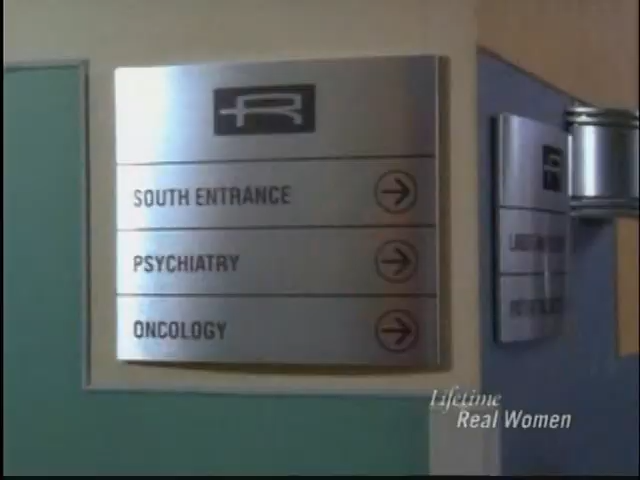 R
SOUTH ENTRANCE
PSYCHIATRY
ONCOLOGY
R
Lifetime
Real Women